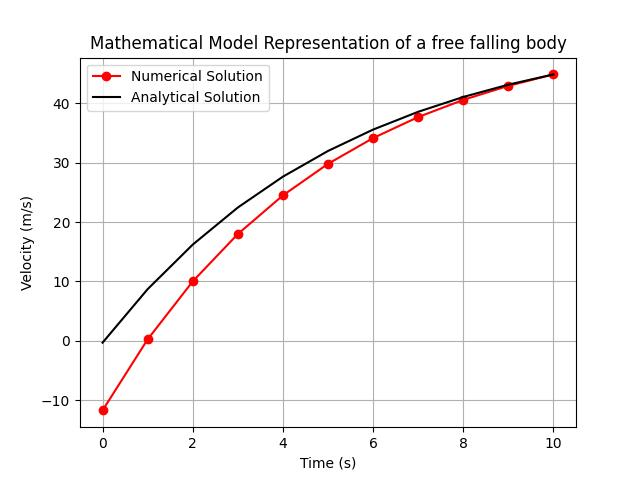 Mathematical Model Representation of a free falling body
Numerical Solution
Analytical Solution
Velocity (m/s)
40
30
20
10
0
−10
0 2 4 6 8 10
Time (s)